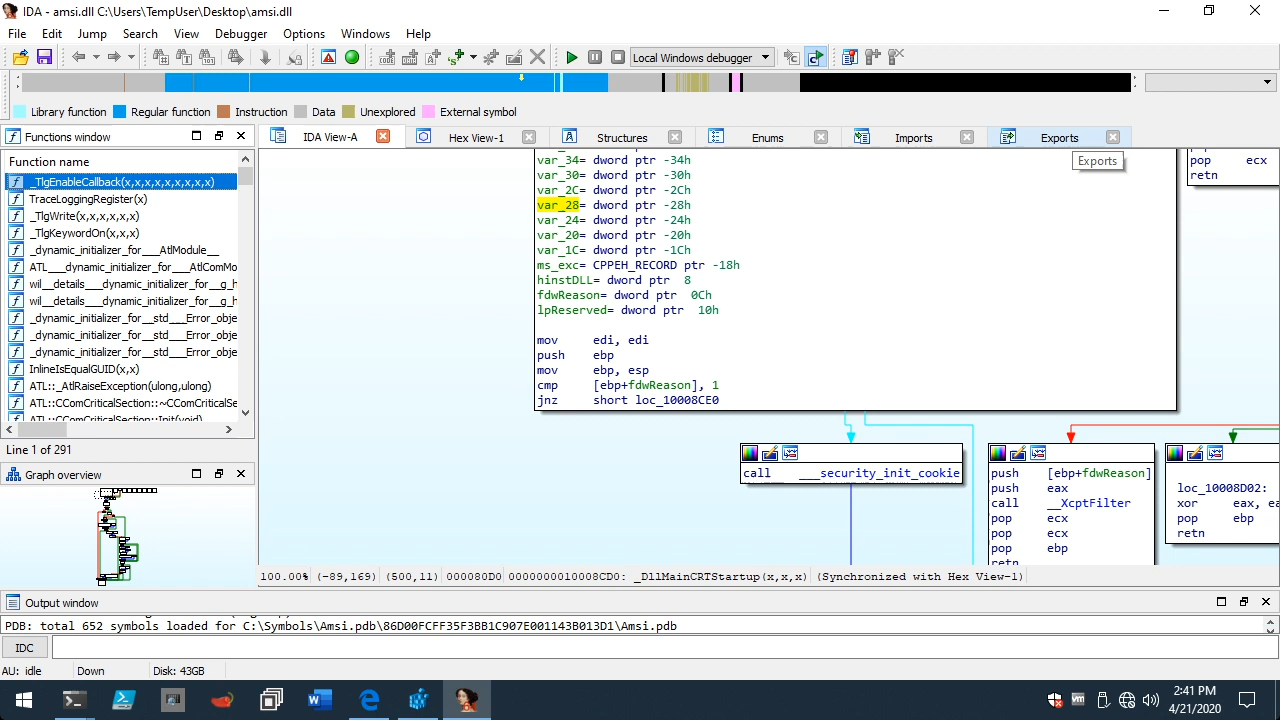 IDA - amsi.dll C:\Users\TempUser\Desktop\amsi.dll
File Edit Jump Search View Debugger Options Windows Help
Local Windows debugger
Library function Regular function Instruction Data Unexplored External symbol
Functions window
IDA View-A Hex View-1 Structures Enums Imports Exports
Exports
Function name
_TlgEnableCallback(x,x,x,x,x,x,x,x,x)
TraceLoggingRegister(x)
_TlgWrite(x,x,x,x,x,x)
_TlgKeywordOn(x,x,x)
_dynamic_initializer_for___AtlModule__
ATL___dynamic_initializer_for___AtlComMo
wil__details___dynamic_initializer_for__g_h
wil__details___dynamic_initializer_for__g_h
_dynamic_initializer_for__std___Error_obje
_dynamic_initializer_for__std___Error_obje
_dynamic_initializer_for__std___Error_obje
InlineIsEqualGUID(x,x)
ATL::_AtlRaiseException(ulong,ulong)
ATL::CComCriticalSection::~CComCriticalSe
ATL::CComCriticalSection::Init(void)
Line 1 of 291
Graph overview
var_34= dword ptr -34h
var_30= dword ptr -30h
var_2C= dword ptr -2Ch
var_28= dword ptr -28h
var_24= dword ptr -24h
var_20= dword ptr -20h
var_1C= dword ptr -1Ch
ms_exc= CPPEH_RECORD ptr -18h
hinstDLL= dword ptr 8
fdwReason= dword ptr 0Ch
lpReserved= dword ptr 10h
mov edi, edi
push ebp
mov ebp, esp
cmp [ebp+fdwReason], 1
jnz short loc_10008CE0
pop ecx
retn
call ___security_init_cookie
push [ebp+fdwReason]
push eax
call __XcptFilter
pop ecx
pop ecx
pop ebp
retn
loc_10008D02:
xor eax, ea
pop ebp
retn
100.00% (-89,169) (500,11) 000080D0 0000000010008CD0: _DllMainCRTStartup(x,x,x) (Synchronized with Hex View-1)
Output window
PDB: total 652 symbols loaded for C:\Symbols\Amsi.pdb\86D00FCFF35F3BB1C907E001143B013D1\Amsi.pdb
IDC
AU: idle Down Disk: 43GB
2:41 PM
4/21/2020